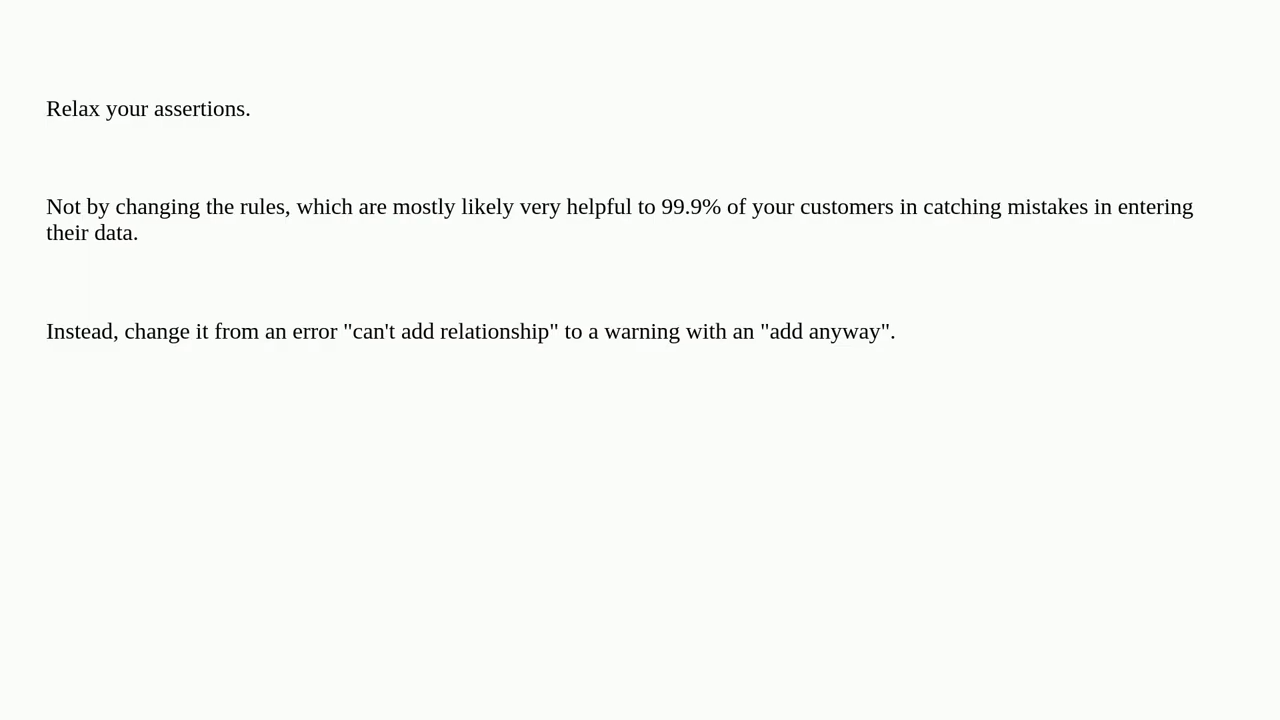 Relax your assertions.
Not by changing the rules, which are mostly likely very helpful to 99.9% of your customers in catching mistakes in entering
their data.
Instead, change it from an error "can't add relationship" to a warning with an "add anyway".